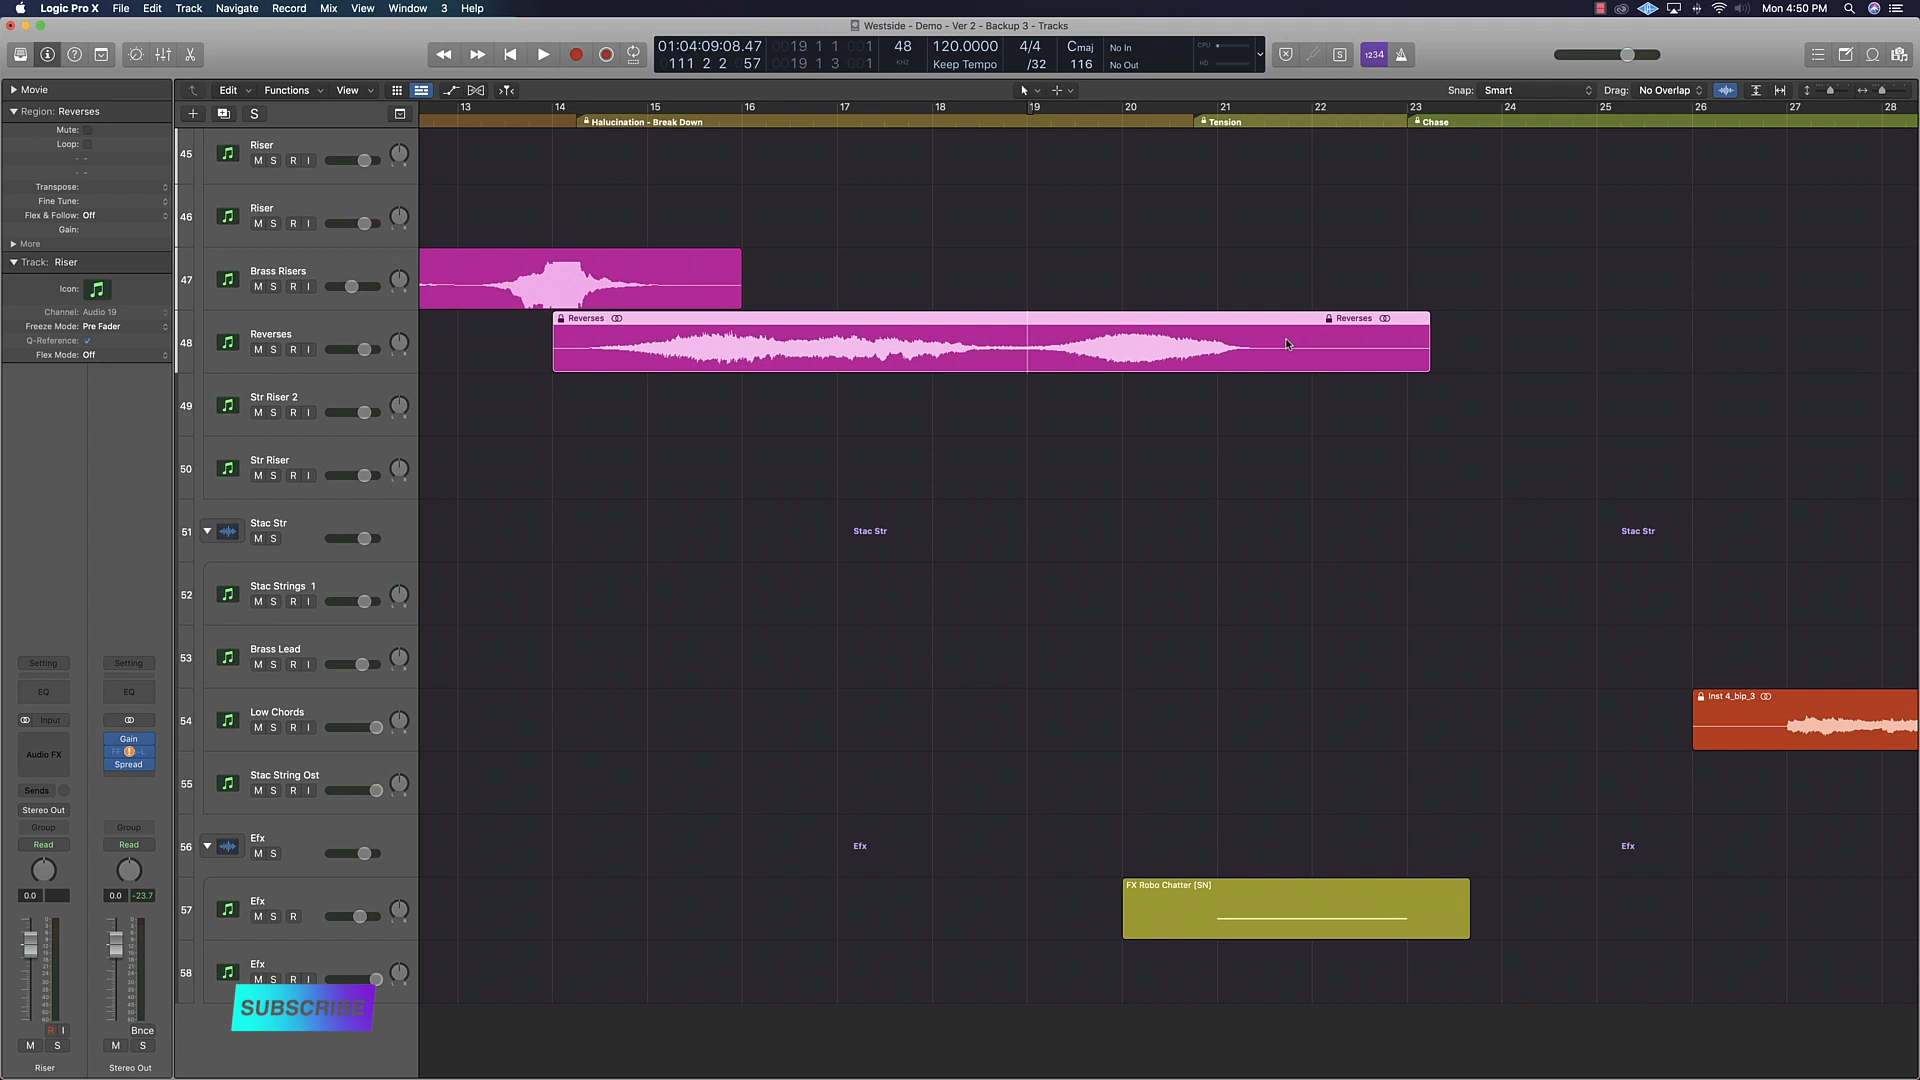 Logic Pro X File Edit Track Navigate Record Mix View Window 3 Help
Mon 4:50 PM
Westside - Demo - Ver 2 - Backup 3 - Tracks
01:04:09:08.47 0019 1 1 001 48 120.0000 4/4 Cmaj No In CPU
111 2 2 057 0019 1 3 001 KHZ Keep Tempo /32 116 No Out HD
S 1234
Movie
Edit Functions View
Snap: Smart Drag: No Overlap
Region: Reverses
S
13 14 15 16 17 18 19 20 21 22 23 24 25 26 27 28
Halucination - Break Down Tension Chase
Mute:
Loop:
- -
- -
Transpose:
Fine Tune:
Flex & Follow: Off
Gain:
More
Track: Riser
Icon:
Channel: Audio 19
Freeze Mode: Pre Fader
Q-Reference: ✓
Flex Mode: Off
45 Riser
M S R I L R
46 Riser
M S R I L R
47 Brass Risers
M S R I L R
48 Reverses
M S R I L R
Reverses Reverses
49 Str Riser 2
M S R I L R
50 Str Riser
M S R I L R
51 Stac Str
M S
Stac Str Stac Str
52 Stac Strings 1
M S R I L R
53 Brass Lead
M S R I L R
54 Low Chords
M S R I L R
Inst 4_bip_3
55 Stac String Ost
M S R I L R
56 Efx
M S
Efx Efx
57 Efx
M S R L R
FX Robo Chatter [SN]
58 Efx
M S R I L R
SUBSCRIBE
Setting Setting
EQ EQ
Input
Audio FX Gain
Spread
Sends
Stereo Out
Group Group
Read Read
0.0 0.0 -23.7
R I Bnce
M S M S
Riser Stereo Out